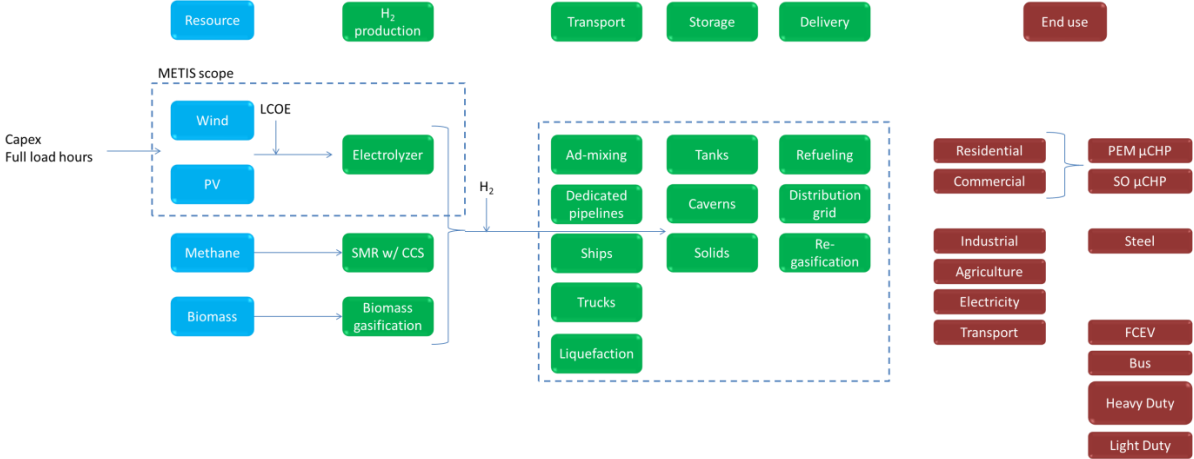 Resource
H₂
production
Transport
Storage
Delivery
End use
METIS scope
Capex
Full load hours
Wind
PV
LCOE
Electrolyzer
Methane
SMR w/ CCS
Biomass
Biomass
gasification
H₂
Ad-mixing
Dedicated
pipelines
Ships
Trucks
Liquefaction
Tanks
Caverns
Solids
Refueling
Distribution
grid
Re-
gasification
Residential
Commercial
PEM μCHP
SO μCHP
Industrial
Steel
Agriculture
Electricity
Transport
FCEV
Bus
Heavy Duty
Light Duty